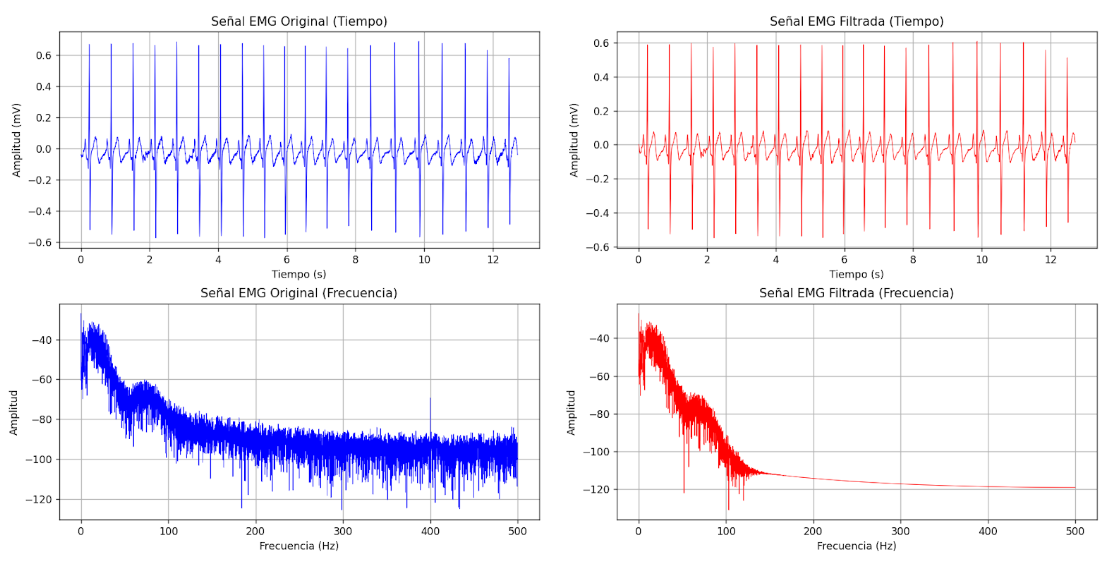 Señal EMG Original (Tiempo)
Amplitud (mV)
0.6
0.4
0.2
0.0
−0.2
−0.4
−0.6
0 2 4 6 8 10 12
Tiempo (s)
Señal EMG Filtrada (Tiempo)
Amplitud (mV)
0.6
0.4
0.2
0.0
−0.2
−0.4
−0.6
0 2 4 6 8 10 12
Tiempo (s)
Señal EMG Original (Frecuencia)
Amplitud
−40
−60
−80
−100
−120
0 100 200 300 400 500
Frecuencia (Hz)
Señal EMG Filtrada (Frecuencia)
Amplitud
−40
−60
−80
−100
−120
0 100 200 300 400 500
Frecuencia (Hz)